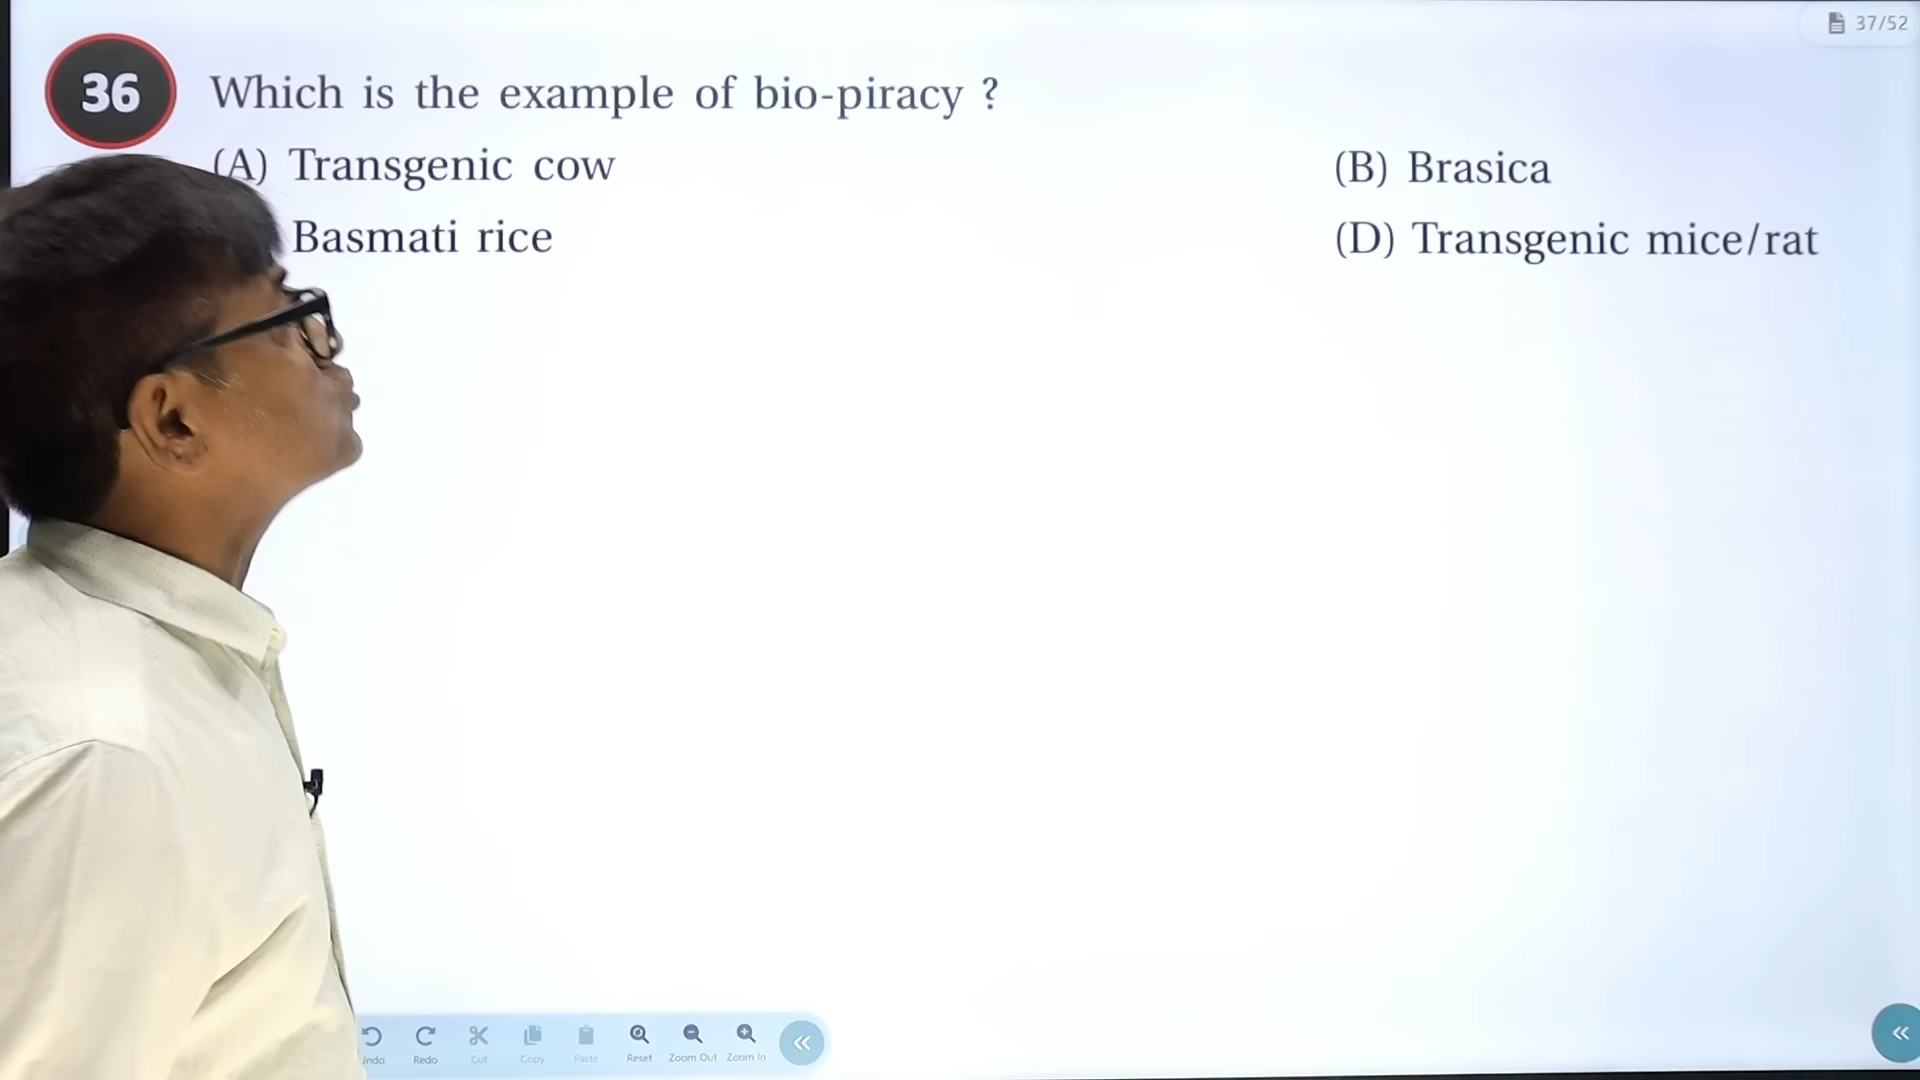 37/52
36 Which is the example of bio-piracy ?
(A) Transgenic cow (B) Brasica
Basmati rice (D) Transgenic mice/rat
Undo Redo Cut Copy Paste Reset Zoom Out Zoom In